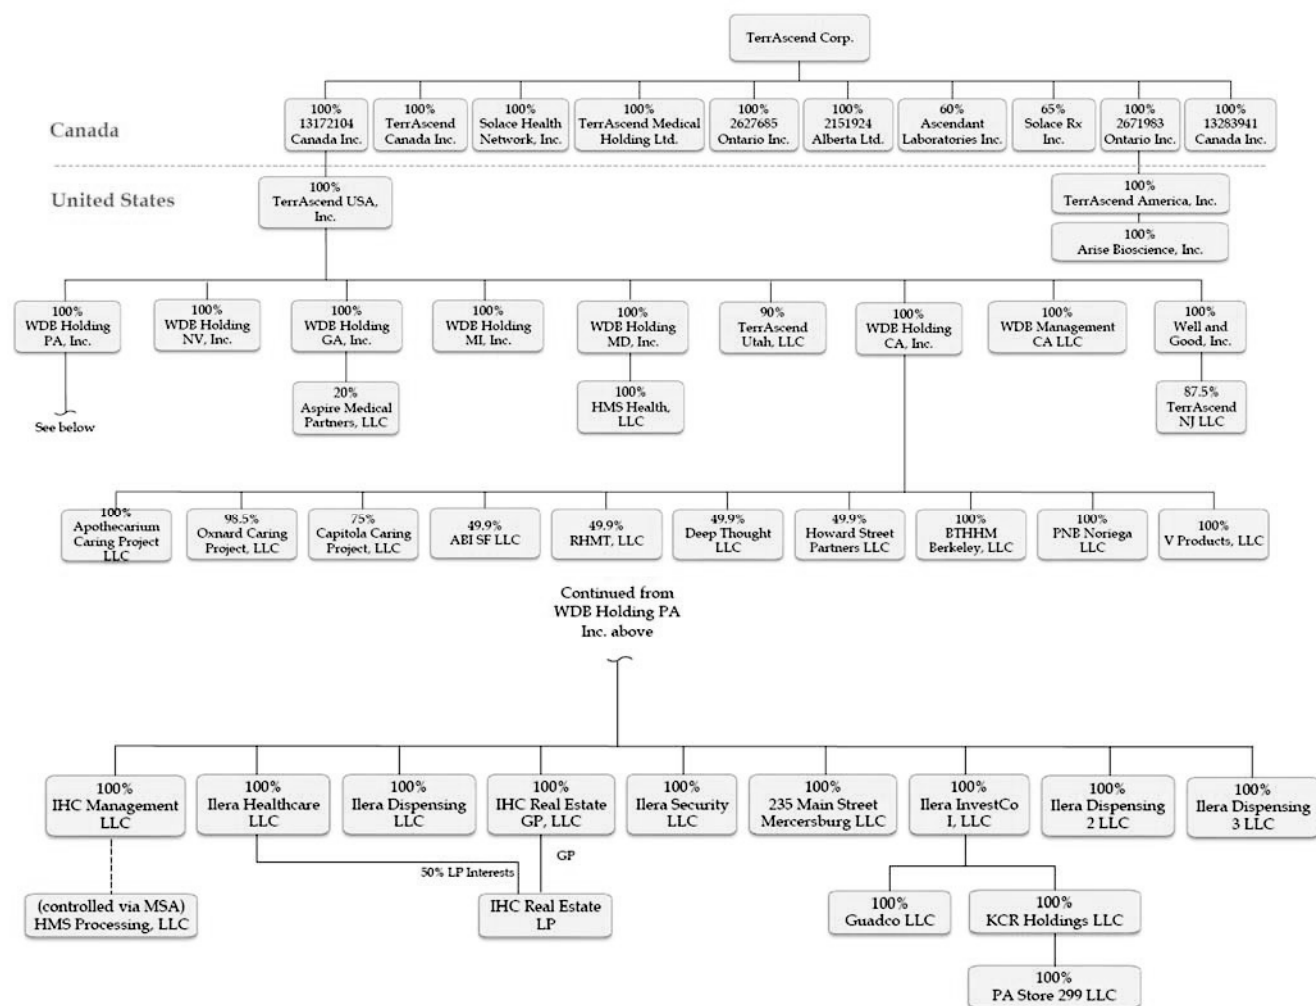 TerrAscend Corp.
Canada
100%
13172104
Canada Inc.
100%
TerrAscend
Canada Inc.
100%
Solace Health
Network, Inc.
100%
TerrAscend Medical
Holding Ltd.
100%
2627685
Ontario Inc.
100%
2151924
Alberta Ltd.
60%
Ascendant
Laboratories Inc.
65%
Solace Rx
Inc.
100%
2671983
Ontario Inc.
100%
13283941
Canada Inc.
United States
100%
TerrAscend USA,
Inc.
100%
TerrAscend America, Inc.
100%
Arise Bioscience, Inc.
100%
WDB Holding
PA, Inc.
100%
WDB Holding
NV, Inc.
100%
WDB Holding
GA, Inc.
100%
WDB Holding
MI, Inc.
100%
WDB Holding
MD, Inc.
90%
TerrAscend
Utah, LLC
100%
WDB Holding
CA, Inc.
100%
WDB Management
CA LLC
100%
Well and
Good, Inc.
See below
20%
Aspire Medical
Partners, LLC
100%
HMS Health,
LLC
87.5%
TerrAscend
NJ LLC
100%
Apothecarium
Caring Project
LLC
98.5%
Oxnard Caring
Project, LLC
75%
Capitola Caring
Project, LLC
49.9%
ABI SF LLC
49.9%
RHMT, LLC
49.9%
Deep Thought
LLC
49.9%
Howard Street
Partners LLC
100%
BTHHM
Berkeley, LLC
100%
PNB Noriega
LLC
100%
V Products, LLC
Continued from
WDB Holding PA
Inc. above
100%
IHC Management
LLC
100%
Ilera Healthcare
LLC
100%
Ilera Dispensing
LLC
100%
IHC Real Estate
GP, LLC
100%
Ilera Security
LLC
100%
235 Main Street
Mercersburg LLC
100%
Ilera InvestCo
I, LLC
100%
Ilera Dispensing
2 LLC
100%
Ilera Dispensing
3 LLC
50% LP Interests
GP
(controlled via MSA)
HMS Processing, LLC
IHC Real Estate
LP
100%
Guadco LLC
100%
KCR Holdings LLC
100%
PA Store 299 LLC